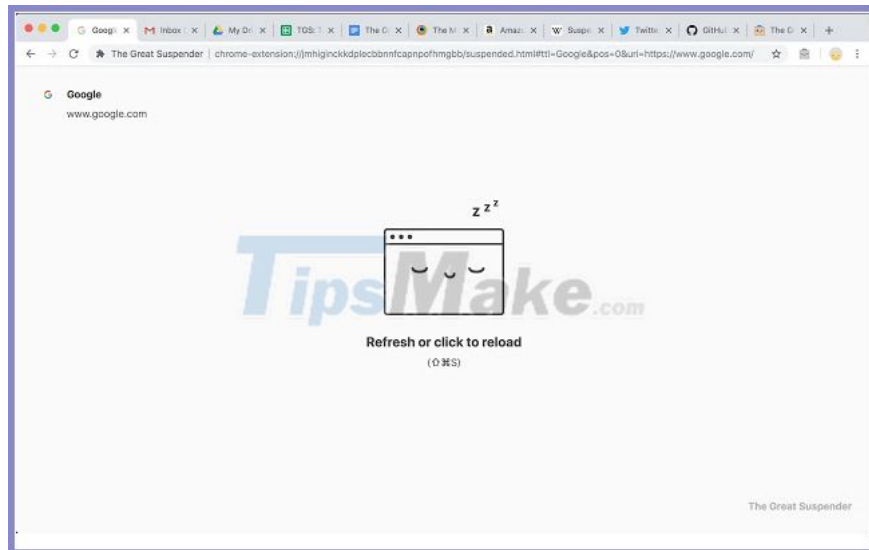 Google
Inbox
My Dri
TOS: T
The G
The M
Amaz
W Suspe
Twitte
GitHu
The G
The Great Suspender | chrome-extension://jmhiginckkdplecbbnnfcapnpofhmgbb/suspended.html#ttl=Google&pos=0&uri=https://www.google.com/
G Google
www.google.com
z z z
TipsMake.com
Refresh or click to reload
(⇧⌘S)
The Great Suspender